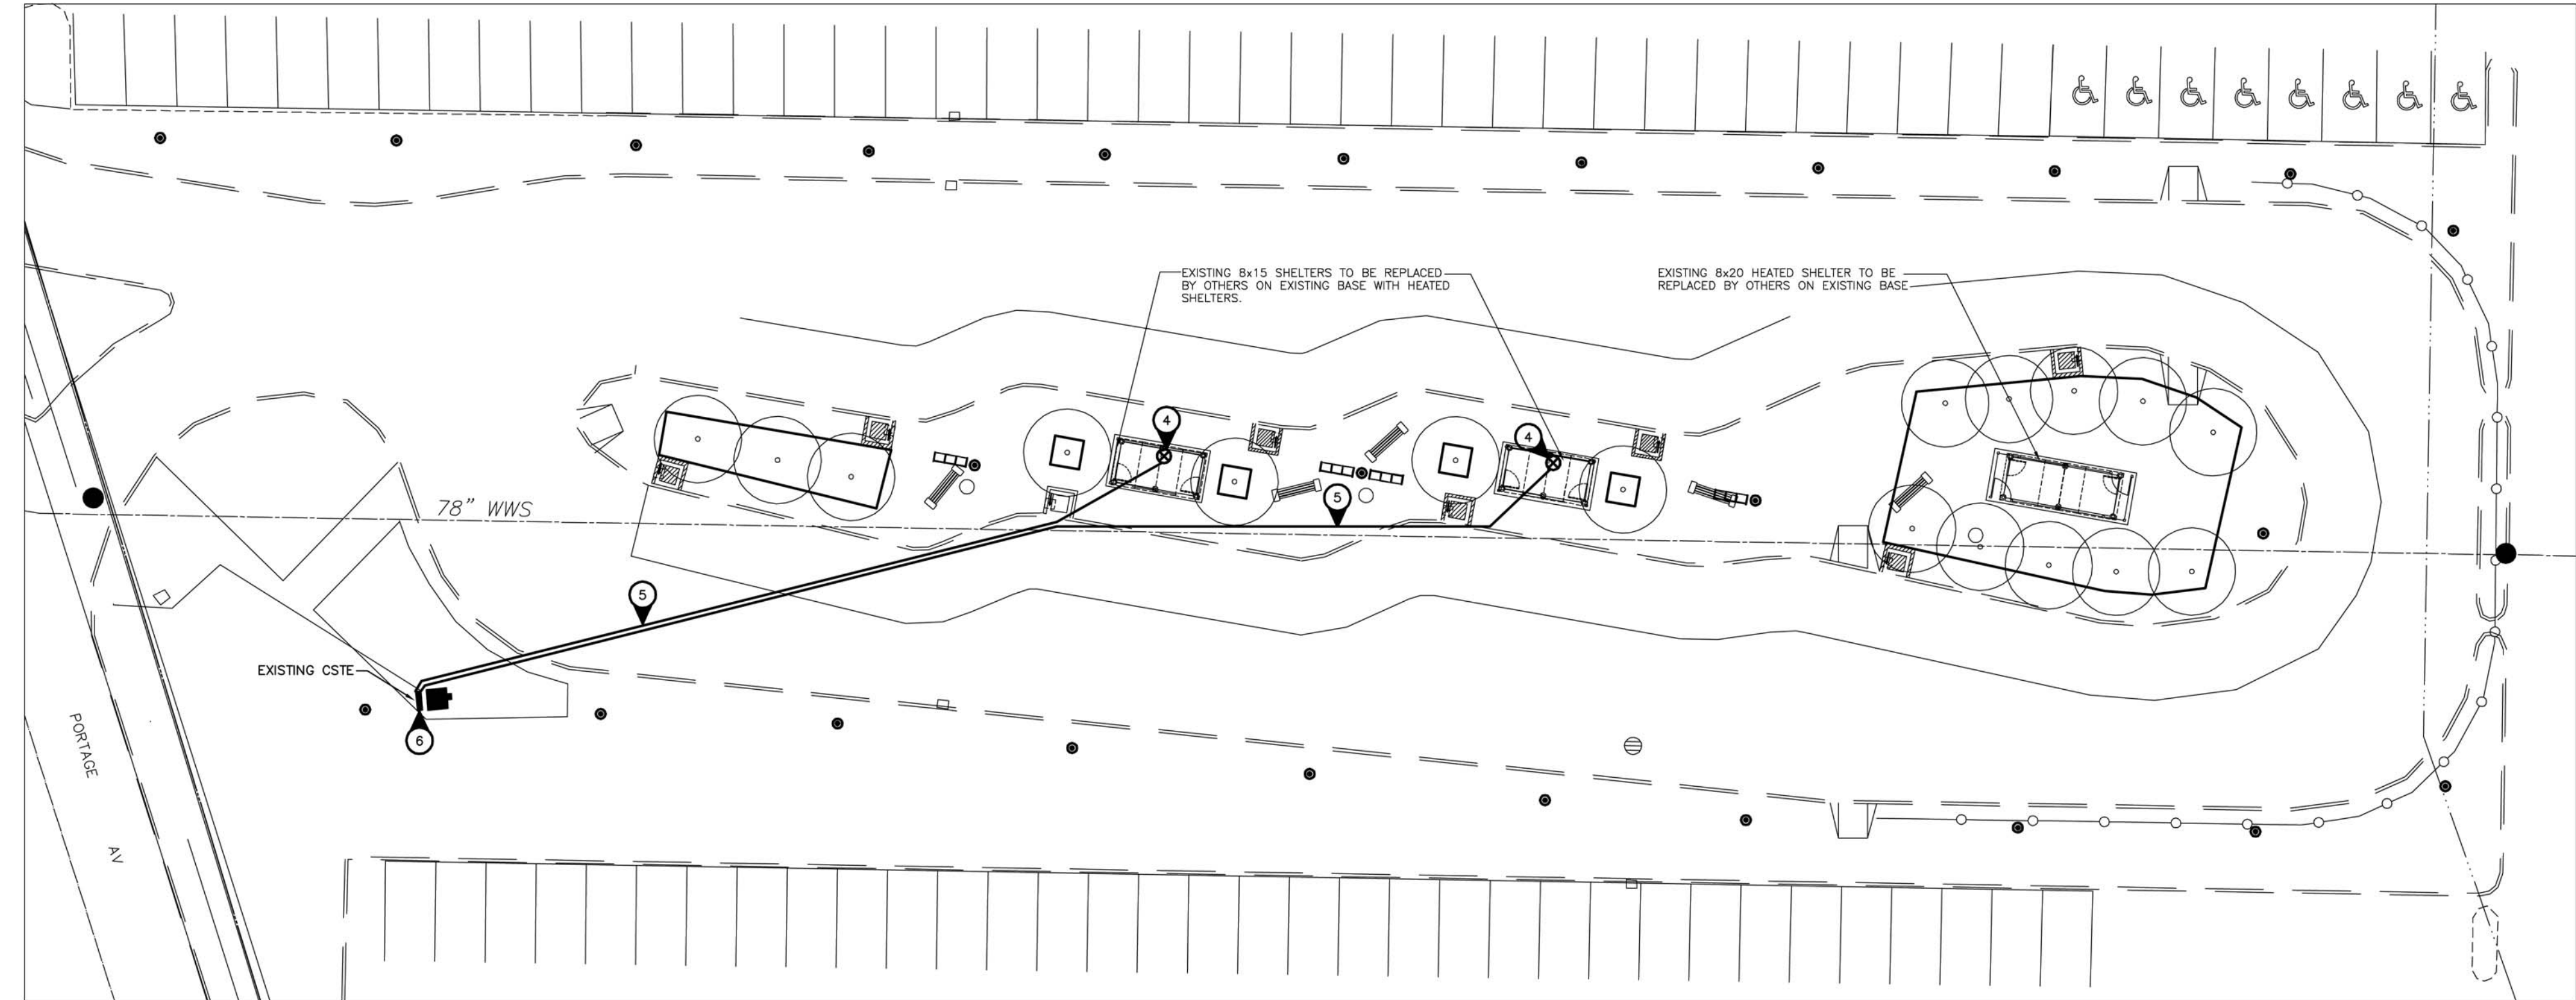 EXISTING 8x15 SHELTERS TO BE REPLACED
BY OTHERS ON EXISTING BASE WITH HEATED
SHELTERS.
EXISTING 8x20 HEATED SHELTER TO BE
REPLACED BY OTHERS ON EXISTING BASE
4
4
5
78" WWS
5
EXISTING CSTE
6
PORTAGE
AV